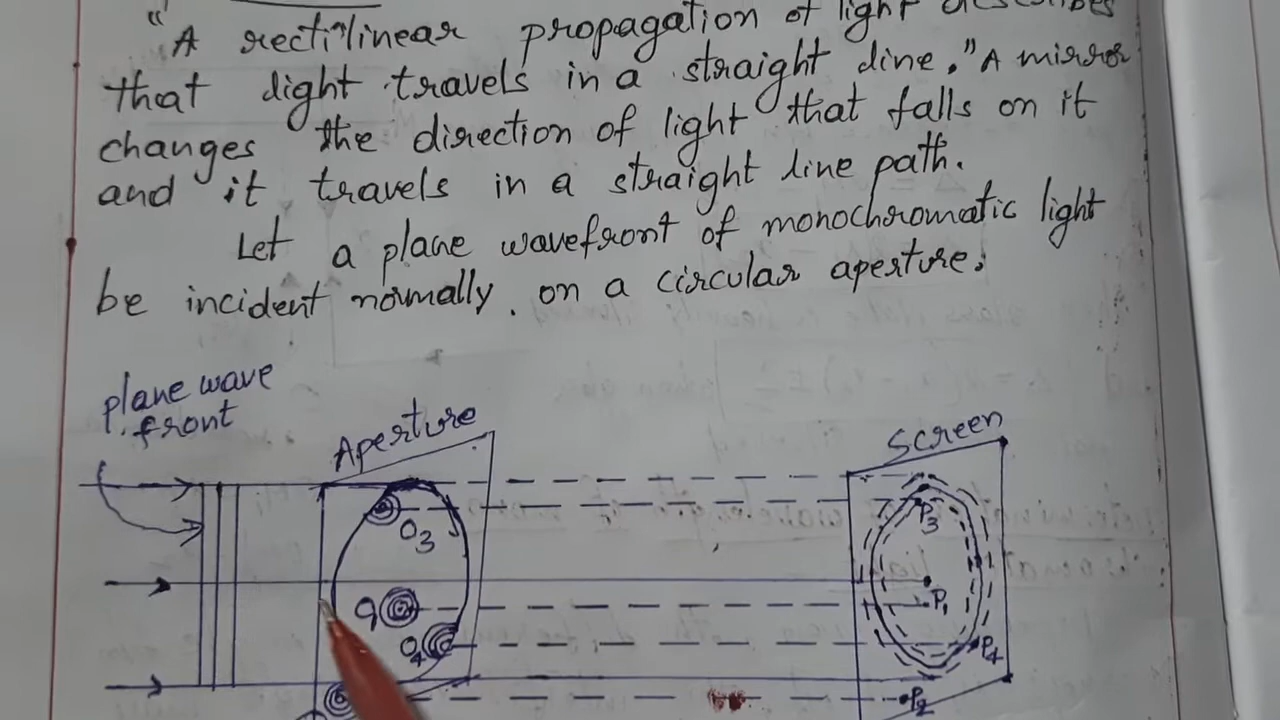 "A rectilinear propagation of light describes
that light travels in a straight line." A mirror
changes the direction of light that falls on it
and it travels in a straight line path.
Let a plane wavefront of monochromatic light
be incident normally. on a circular aperture.
plane wave
front
Aperture
Screen
O3
P3
P1
O4
P4
P2